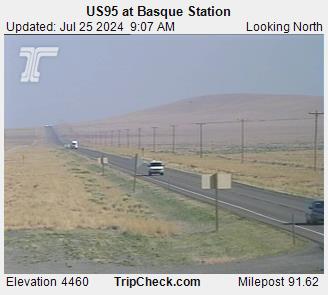 US95 at Basque Station
Updated: Jul 25 2024 9:07 AM Looking North
Elevation 4460 TripCheck.com Milepost 91.62